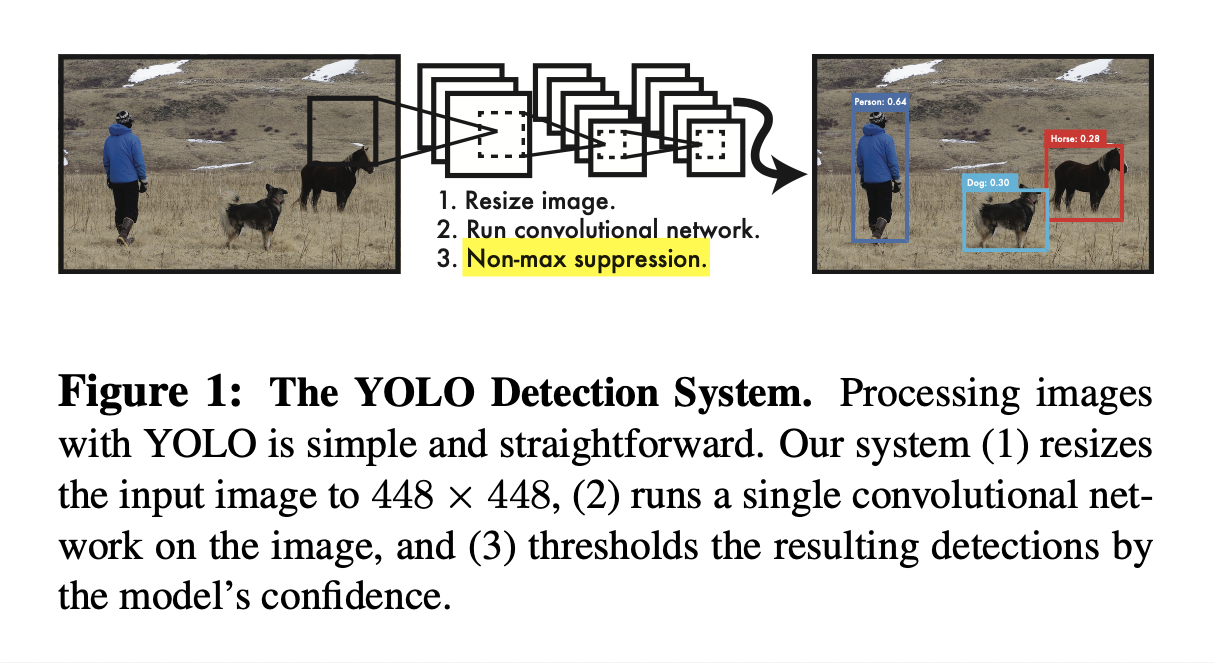 Person: 0.64
Horse: 0.28
Dog: 0.30
1. Resize image.
2. Run convolutional network.
3. Non-max suppression.
Figure 1: The YOLO Detection System. Processing images
with YOLO is simple and straightforward. Our system (1) resizes
the input image to 448 × 448, (2) runs a single convolutional net-
work on the image, and (3) thresholds the resulting detections by
the model’s confidence.